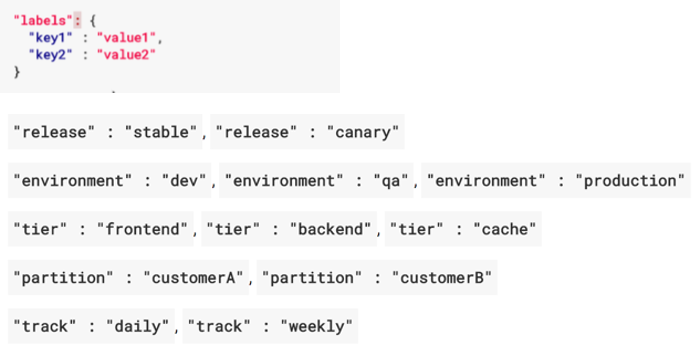 "labels": {
"key1" : "value1",
"key2" : "value2"
}
"release" : "stable", "release" : "canary"
"environment" : "dev", "environment" : "qa", "environment" : "production"
"tier" : "frontend", "tier" : "backend", "tier" : "cache"
"partition" : "customerA", "partition" : "customerB"
"track" : "daily", "track" : "weekly"